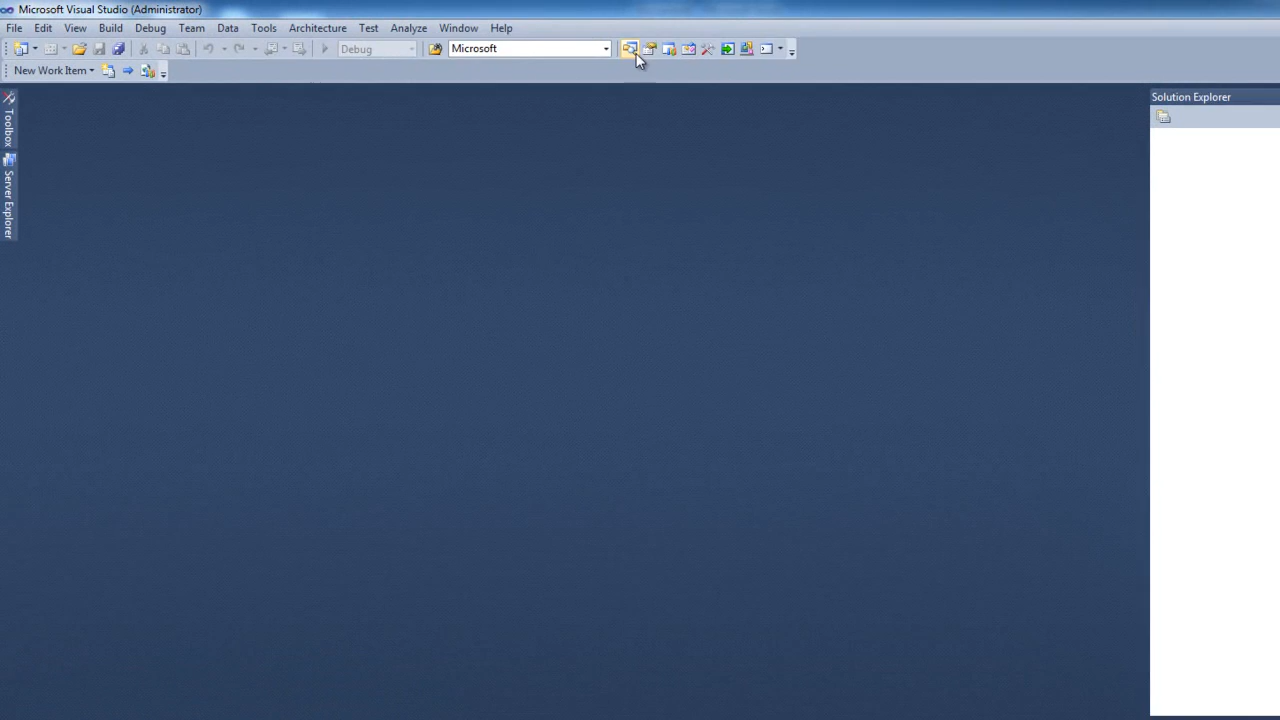 Microsoft Visual Studio (Administrator)
File Edit View Build Debug Team Data Tools Architecture Test Analyze Window Help
Debug Microsoft
New Work Item
Solution Explorer
Toolbox
Server Explorer